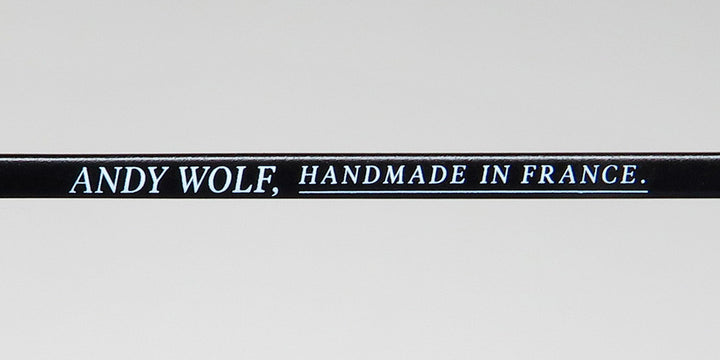 ANDY WOLF, HANDMADE IN FRANCE.